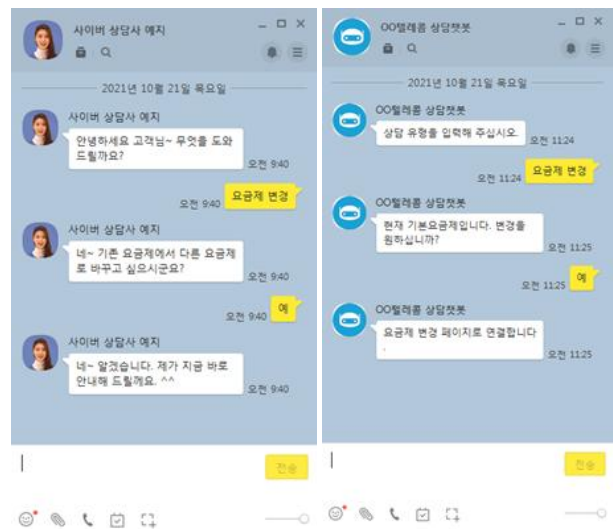 사이버 상담사 예지
2021년 10월 21일 목요일
사이버 상담사 예지
안녕하세요 고객님~ 무엇을 도와
드릴까요?
오전 9:40
오전 9:40
요금제 변경
사이버 상담사 예지
네~ 기존 요금제에서 다른 요금제
로 바꾸고 싶으시군요?
오전 9:40
오전 9:40
예
사이버 상담사 예지
네~ 알겠습니다. 제가 지금 바로
안내해 드릴께요. ^^
오전 9:40
전송
OO텔레콤 상담챗봇
2021년 10월 21일 목요일
OO텔레콤 상담챗봇
상담 유형을 입력해 주십시오.
오전 11:24
오전 11:24
요금제 변경
OO텔레콤 상담챗봇
현재 기본요금제입니다. 변경을
원하십니까?
오전 11:25
오전 11:25
예
OO텔레콤 상담챗봇
요금제 변경 페이지로 연결합니다
.
오전 11:25
전송